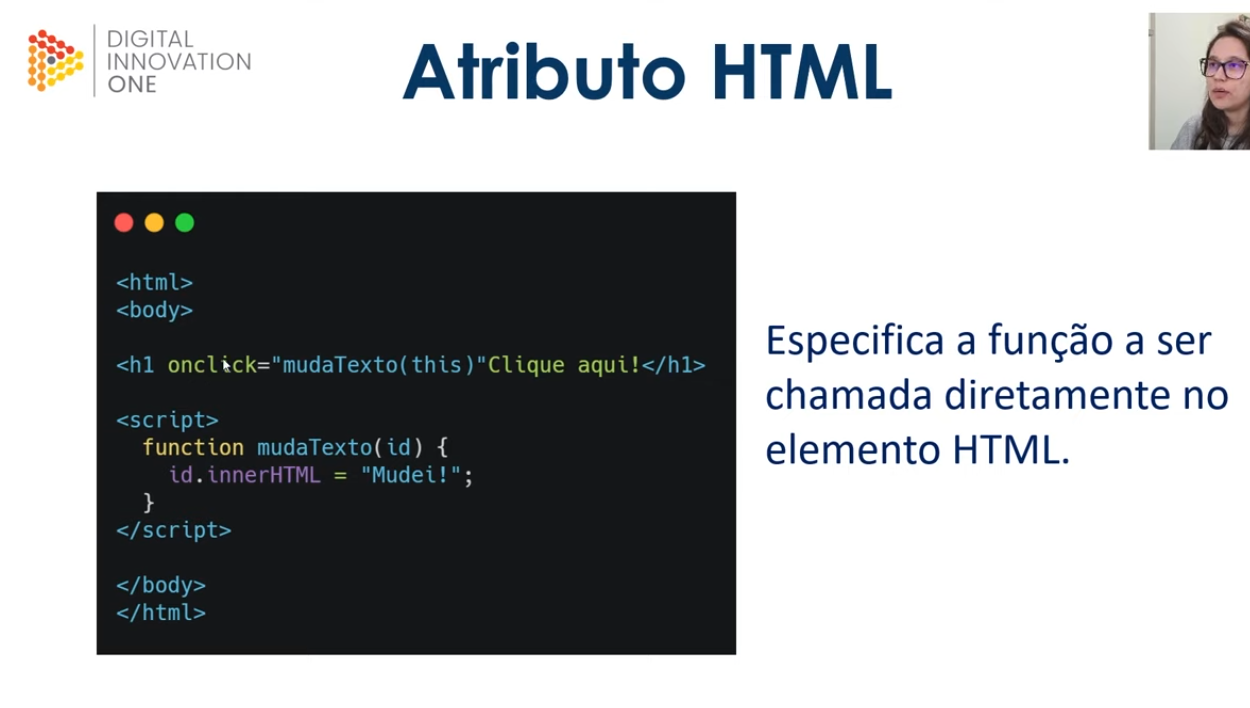 DIGITAL
INNOVATION
ONE
Atributo HTML
<html>
<body>
<h1 onclick="mudaTexto(this)"Clique aqui!</h1>
<script>
function mudaTexto(id) {
id.innerHTML = "Mudei!";
}
</script>
</body>
</html>
Especifica a função a ser
chamada diretamente no
elemento HTML.